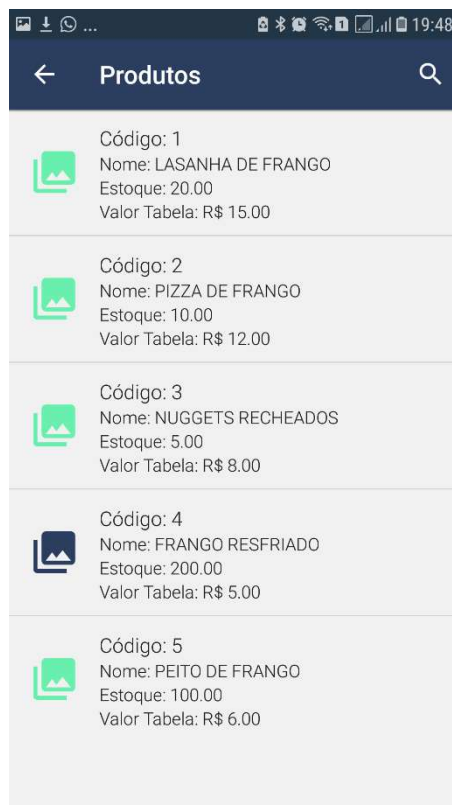 ... 1 19:48
Produtos
Código: 1
Nome: LASANHA DE FRANGO
Estoque: 20.00
Valor Tabela: R$ 15.00
Código: 2
Nome: PIZZA DE FRANGO
Estoque: 10.00
Valor Tabela: R$ 12.00
Código: 3
Nome: NUGGETS RECHEADOS
Estoque: 5.00
Valor Tabela: R$ 8.00
Código: 4
Nome: FRANGO RESFRIADO
Estoque: 200.00
Valor Tabela: R$ 5.00
Código: 5
Nome: PEITO DE FRANGO
Estoque: 100.00
Valor Tabela: R$ 6.00